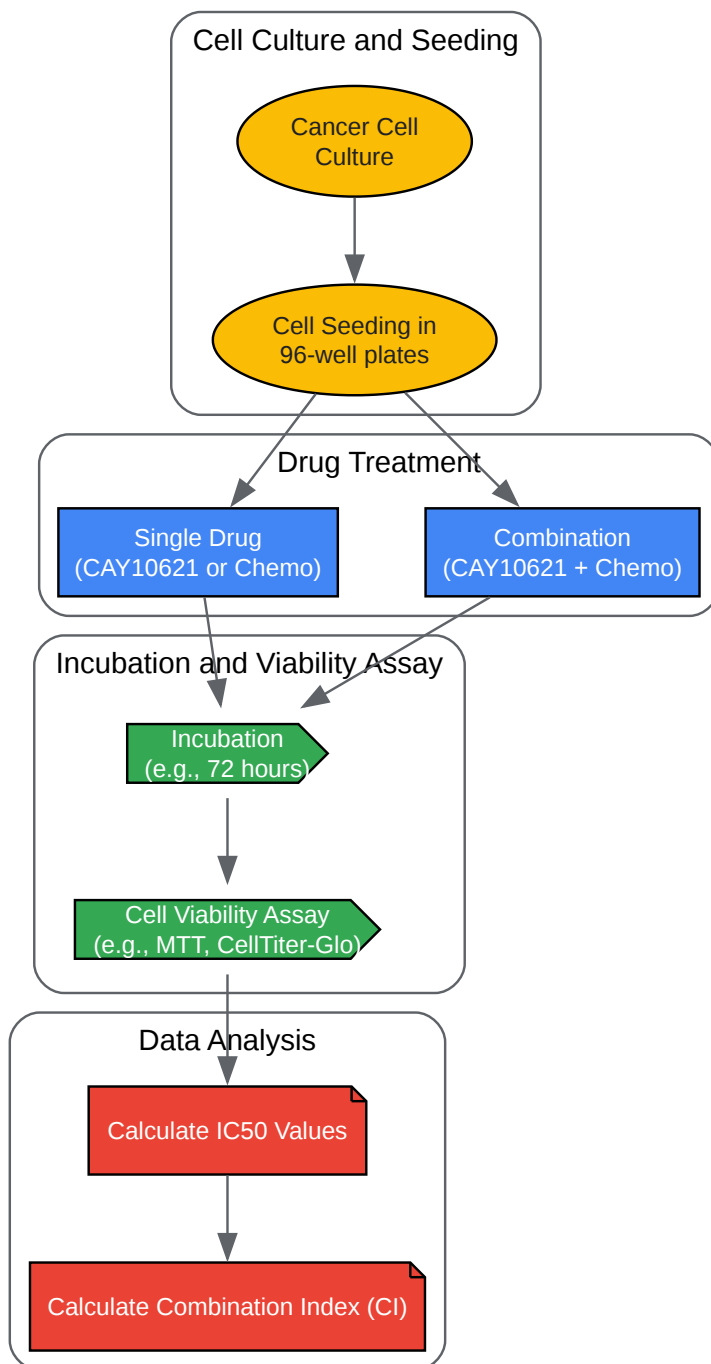 Cell Culture and Seeding
Cancer Cell
Culture
Cell Seeding in
96-well plates
Drug Treatment
Single Drug
(CAY10621 or Chemo)
Combination
(CAY10621 + Chemo)
Incubation and Viability Assay
Incubation
(e.g., 72 hours)
Cell Viability Assay
(e.g., MTT, CellTiter-Glo)
Data Analysis
Calculate IC50 Values
Calculate Combination Index (CI)